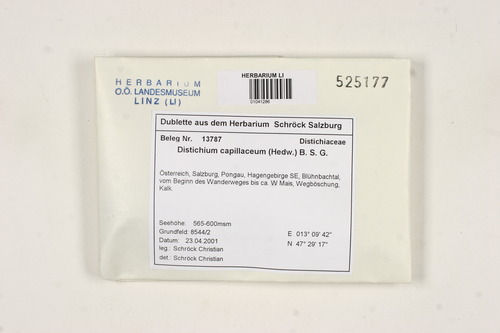 HERBARIUM
O.Ö. LANDESMUSEUM
LINZ (LI)
HERBARIUM LI
01041286
525177
Dublette aus dem Herbarium Schröck Salzburg
Beleg Nr. 13787 Distichiaceae
Distichium capillaceum (Hedw.) B. S. G.
Österreich, Salzburg, Pongau, Hagengebirge SE, Blühnbachtal,
vom Beginn des Wanderweges bis ca. W Mais, Wegböschung,
Kalk.
Seehöhe: 565-600msm
Grundfeld: 8544/2 E 013° 09' 42"
Datum: 23.04.2001 N 47° 29' 17"
leg.: Schröck Christian
det.: Schröck Christian